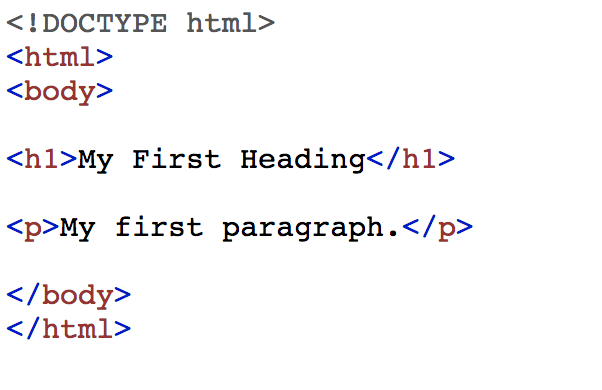 <!DOCTYPE html>
<html>
<body>
<h1>My First Heading</h1>
<p>My first paragraph.</p>
</body>
</html>